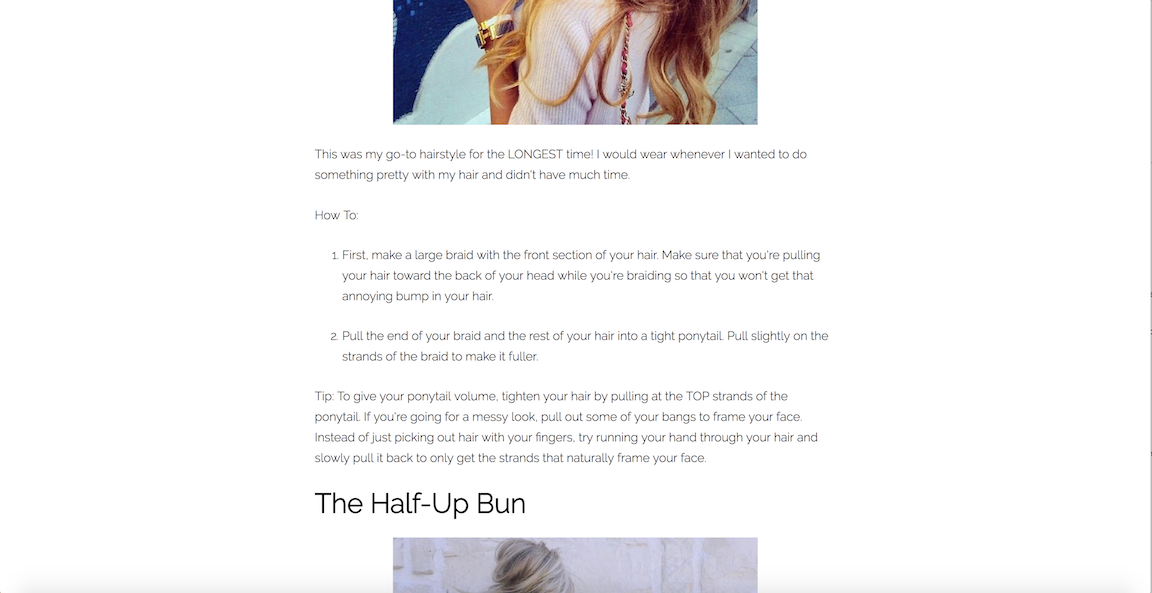 This was my go-to hairstyle for the LONGEST time! I would wear whenever I wanted to do
something pretty with my hair and didn't have much time.
How To:
1. First, make a large braid with the front section of your hair. Make sure that you're pulling
your hair toward the back of your head while you're braiding so that you won't get that
annoying bump in your hair.
2. Pull the end of your braid and the rest of your hair into a tight ponytail. Pull slightly on the
strands of the braid to make it fuller.
Tip: To give your ponytail volume, tighten your hair by pulling at the TOP strands of the
ponytail. If you're going for a messy look, pull out some of your bangs to frame your face.
Instead of just picking out hair with your fingers, try running your hand through your hair and
slowly pull it back to only get the strands that naturally frame your face.
The Half-Up Bun